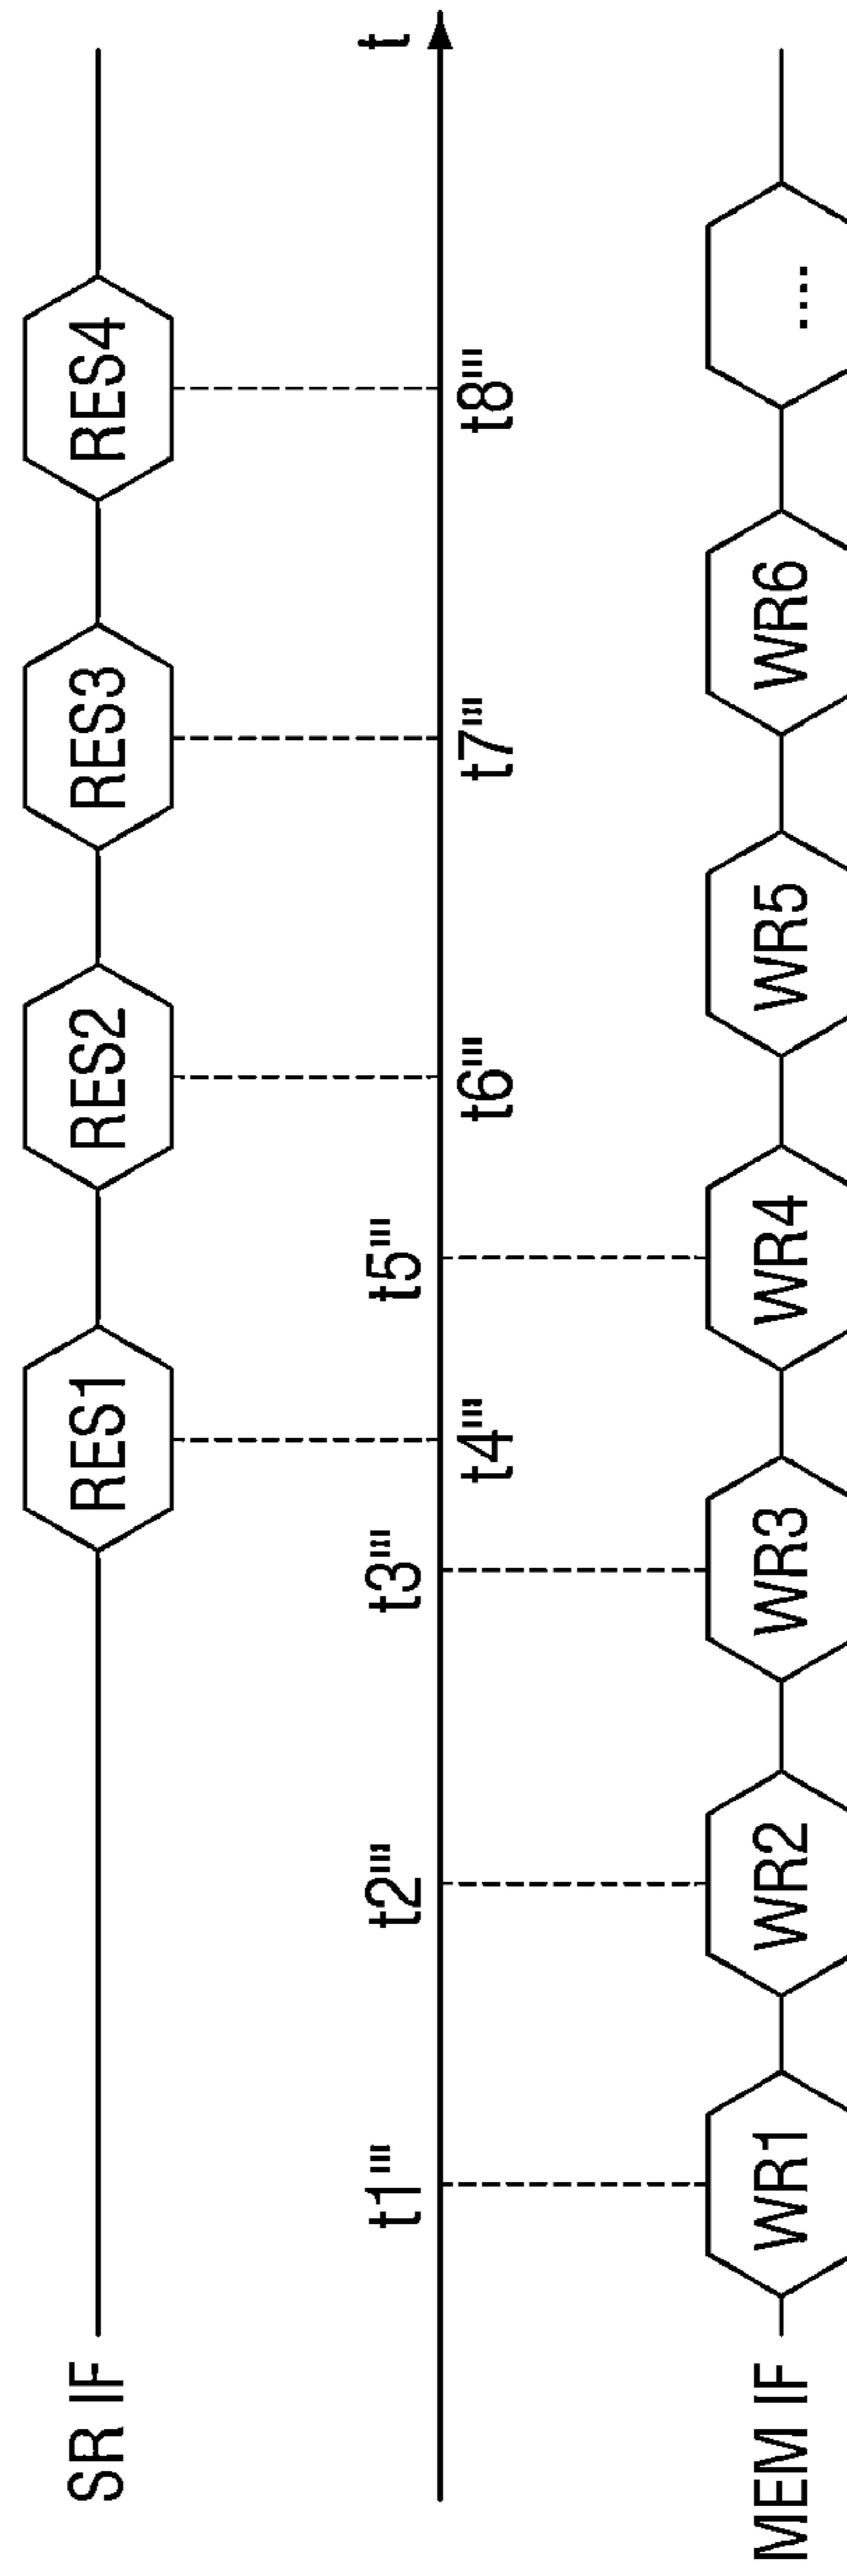 SR IF RES1 RES2 RES3 RES4
t1''' t2''' t3''' t5''' t
t4''' t6''' t7''' t8'''
MEM IF WR1 WR2 WR3 WR4 WR5 WR6 ....